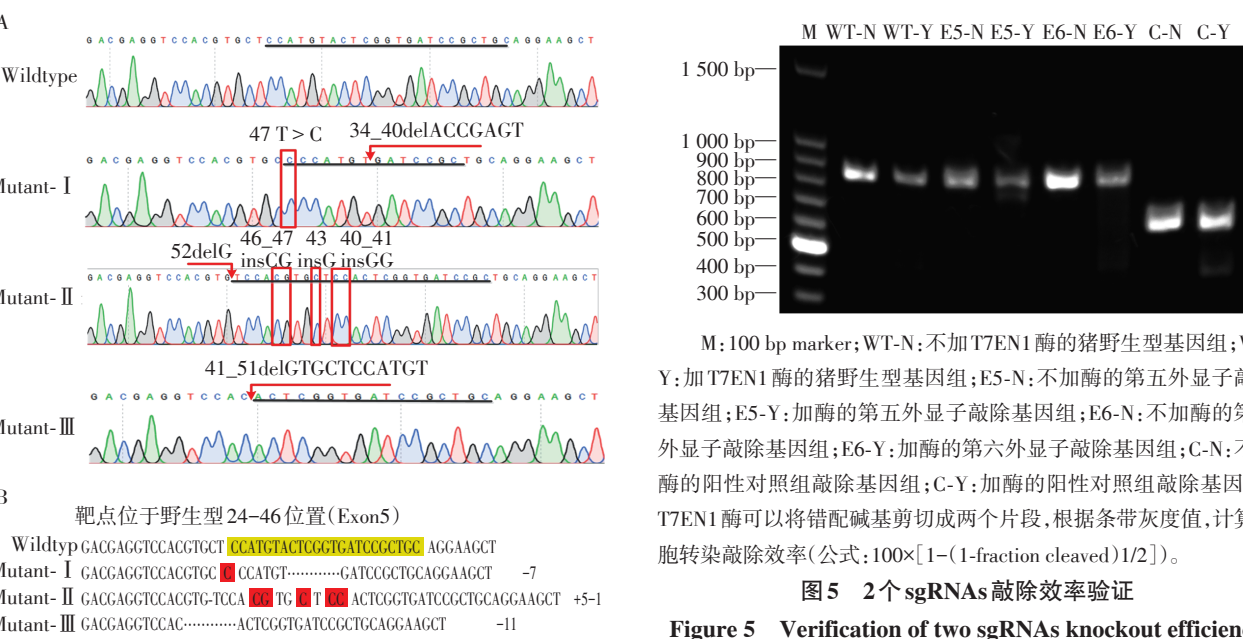 A
GACGAGGTCCACGTGCTCCATGTACTCGGTGATCCGCTGCAGGAAGCT
Wildtype
47 T > C 34_40delACCGAGT
GACGAGGTCCACGTGCCCCATGTGATCCGCTGCAGGAAGCT
Mutant-Ⅰ
46_47 43 40_41
52delG insCG insG insGG
GACGAGGTCCACGTGTCCACGTGCTCCACTCGGTGATCCGCTGCAGGAAGCT
Mutant-Ⅱ
41_51delGTGCTCCATGT
GACGAGGTCCACACTCGGTGATCCGCTGCAGGAAGCT
Mutant-Ⅲ
B
靶点位于野生型24-46位置(Exon5)
Wildtyp GACGAGGTCCACGTGCT CCATGTACTCGGTGATCCGCTGC AGGAAGCT
Mutant-Ⅰ GACGAGGTCCACGTGC C CCATGT…………GATCCGCTGCAGGAAGCT -7
Mutant-Ⅱ GACGAGGTCCACGTG-TCCA CG TG C T CC ACTCGGTGATCCGCTGCAGGAAGCT +5-1
Mutant-Ⅲ GACGAGGTCCAC…………ACTCGGTGATCCGCTGCAGGAAGCT -11
M WT-N WT-Y E5-N E5-Y E6-N E6-Y C-N C-Y
1 500 bp
1 000 bp
900 bp
800 bp
700 bp
600 bp
500 bp
400 bp
300 bp
M:100 bp marker;WT-N:不加T7EN1酶的猪野生型基因组;W
Y:加T7EN1酶的猪野生型基因组;E5-N:不加酶的第五外显子敲
基因组;E5-Y:加酶的第五外显子敲除基因组;E6-N:不加酶的第
外显子敲除基因组;E6-Y:加酶的第六外显子敲除基因组;C-N:不
酶的阳性对照组敲除基因组;C-Y:加酶的阳性对照组敲除基因
T7EN1酶可以将错配碱基剪切成两个片段,根据条带灰度值,计算
胞转染敲除效率(公式:100×[1-(1-fraction cleaved)1/2])。
图5 2个sgRNAs敲除效率验证
Figure 5 Verification of two sgRNAs knockout efficien